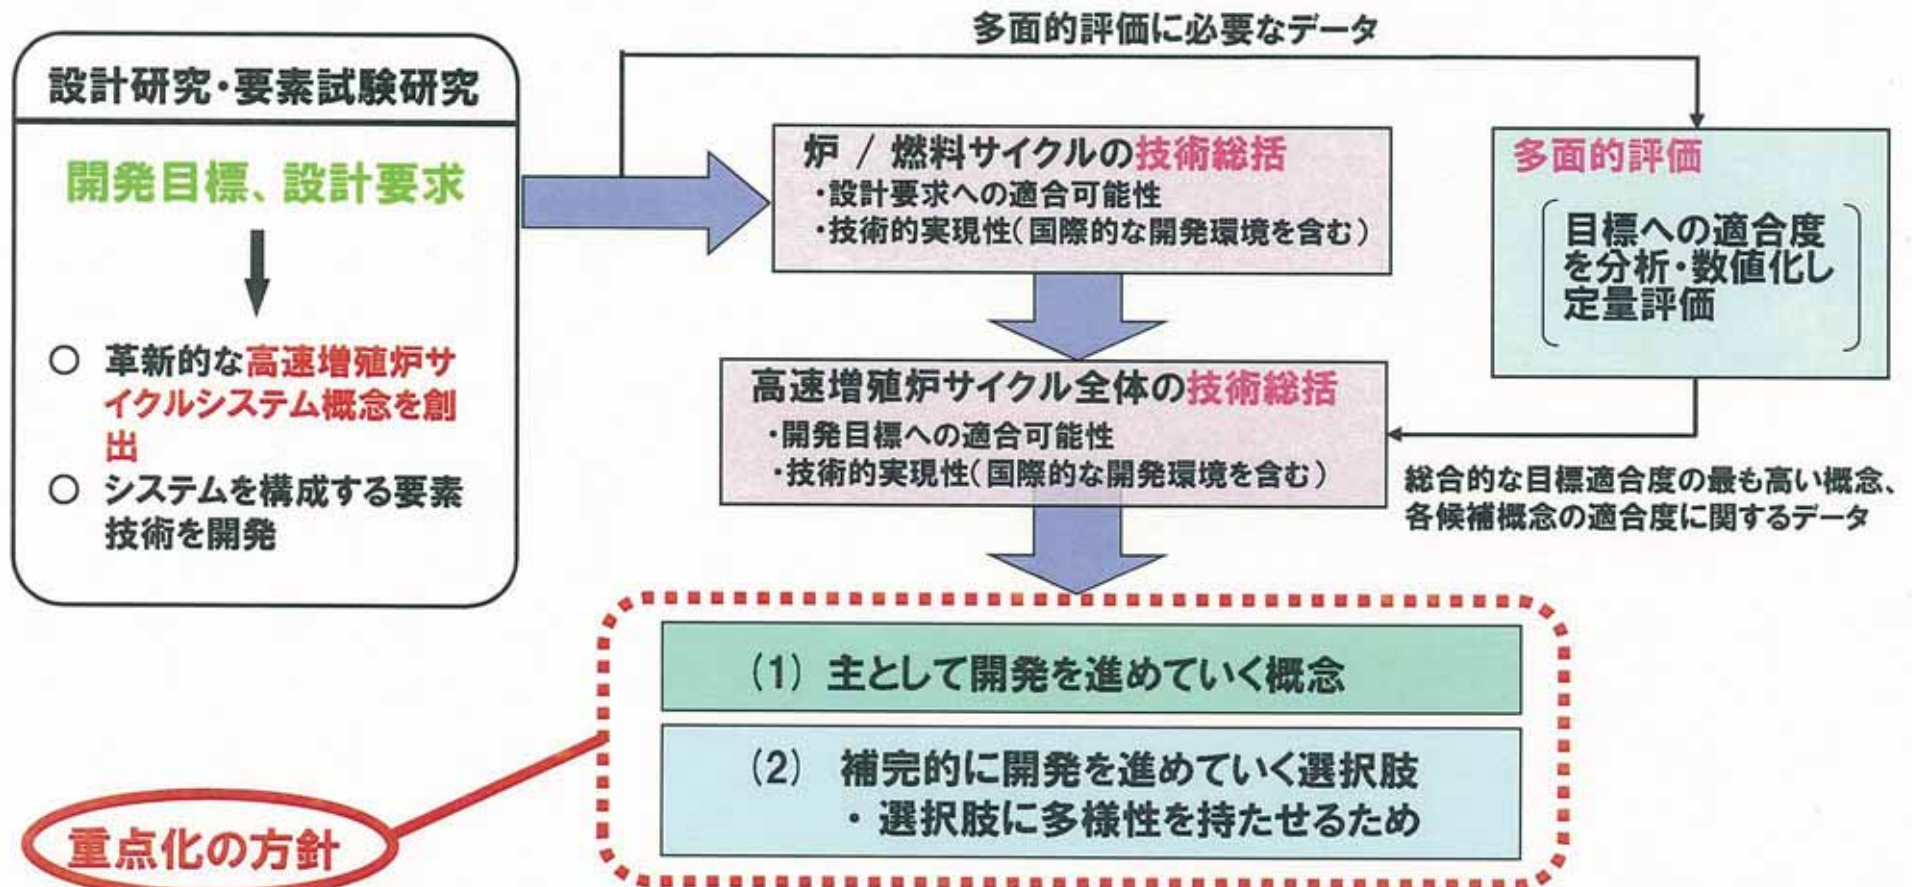 多面的評価に必要なデータ
設計研究・要素試験研究
開発目標、設計要求
○ 革新的な高速増殖炉サ
イクルシステム概念を創
出
○ システムを構成する要素
技術を開発
炉 / 燃料サイクルの技術総括
・設計要求への適合可能性
・技術的実現性(国際的な開発環境を含む)
多面的評価
目標への適合度
を分析・数値化し
定量評価
高速増殖炉サイクル全体の技術総括
・開発目標への適合可能性
・技術的実現性(国際的な開発環境を含む)
総合的な目標適合度の最も高い概念、
各候補概念の適合度に関するデータ
(1) 主として開発を進めていく概念
(2) 補完的に開発を進めていく選択肢
・選択肢に多様性を持たせるため
重点化の方針